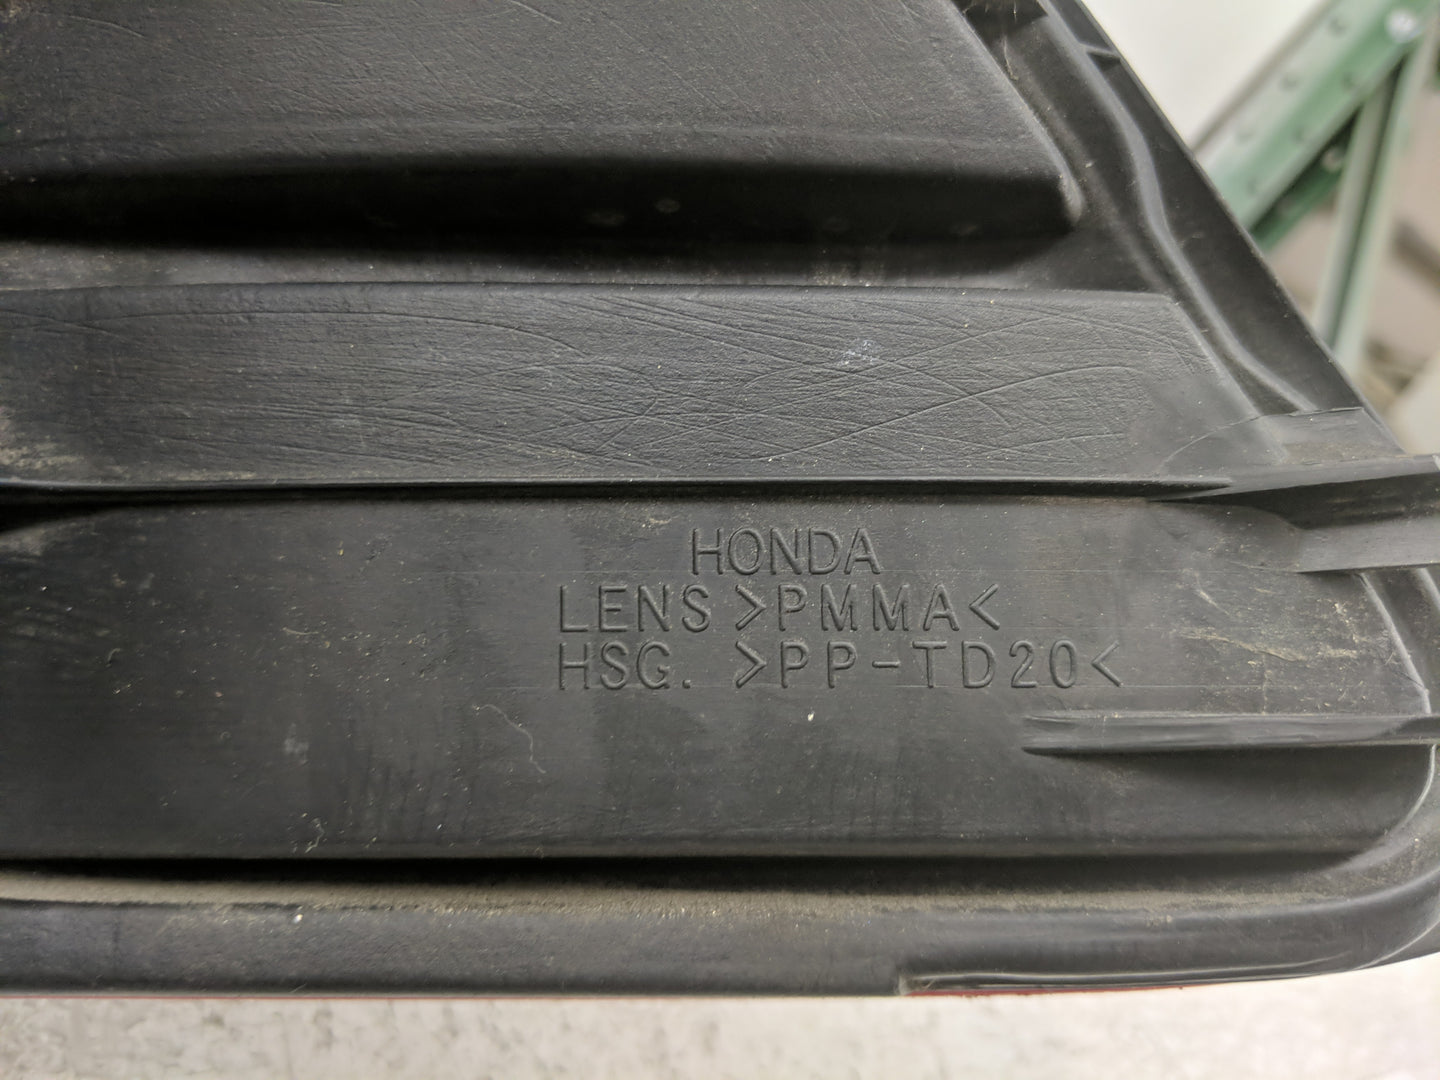 HONDA
LENS >PMMA<
HSG. >PP-TD20<